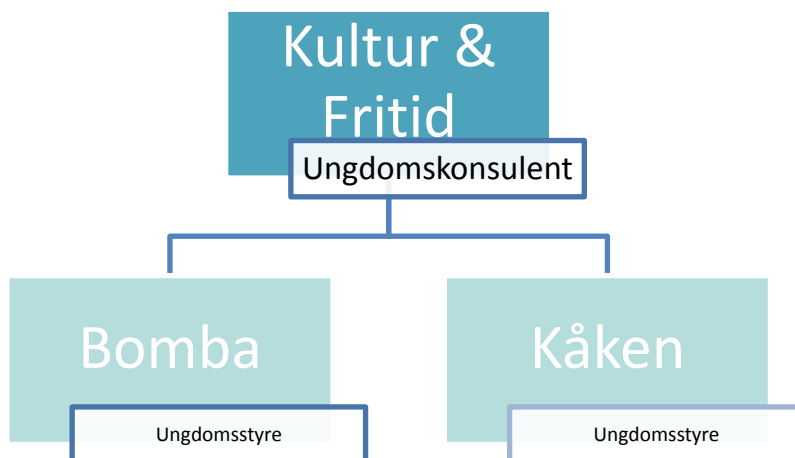 Kultur &
Fritid
Ungdomskonsulent
Bomba
Kåken
Ungdomsstyre
Ungdomsstyre